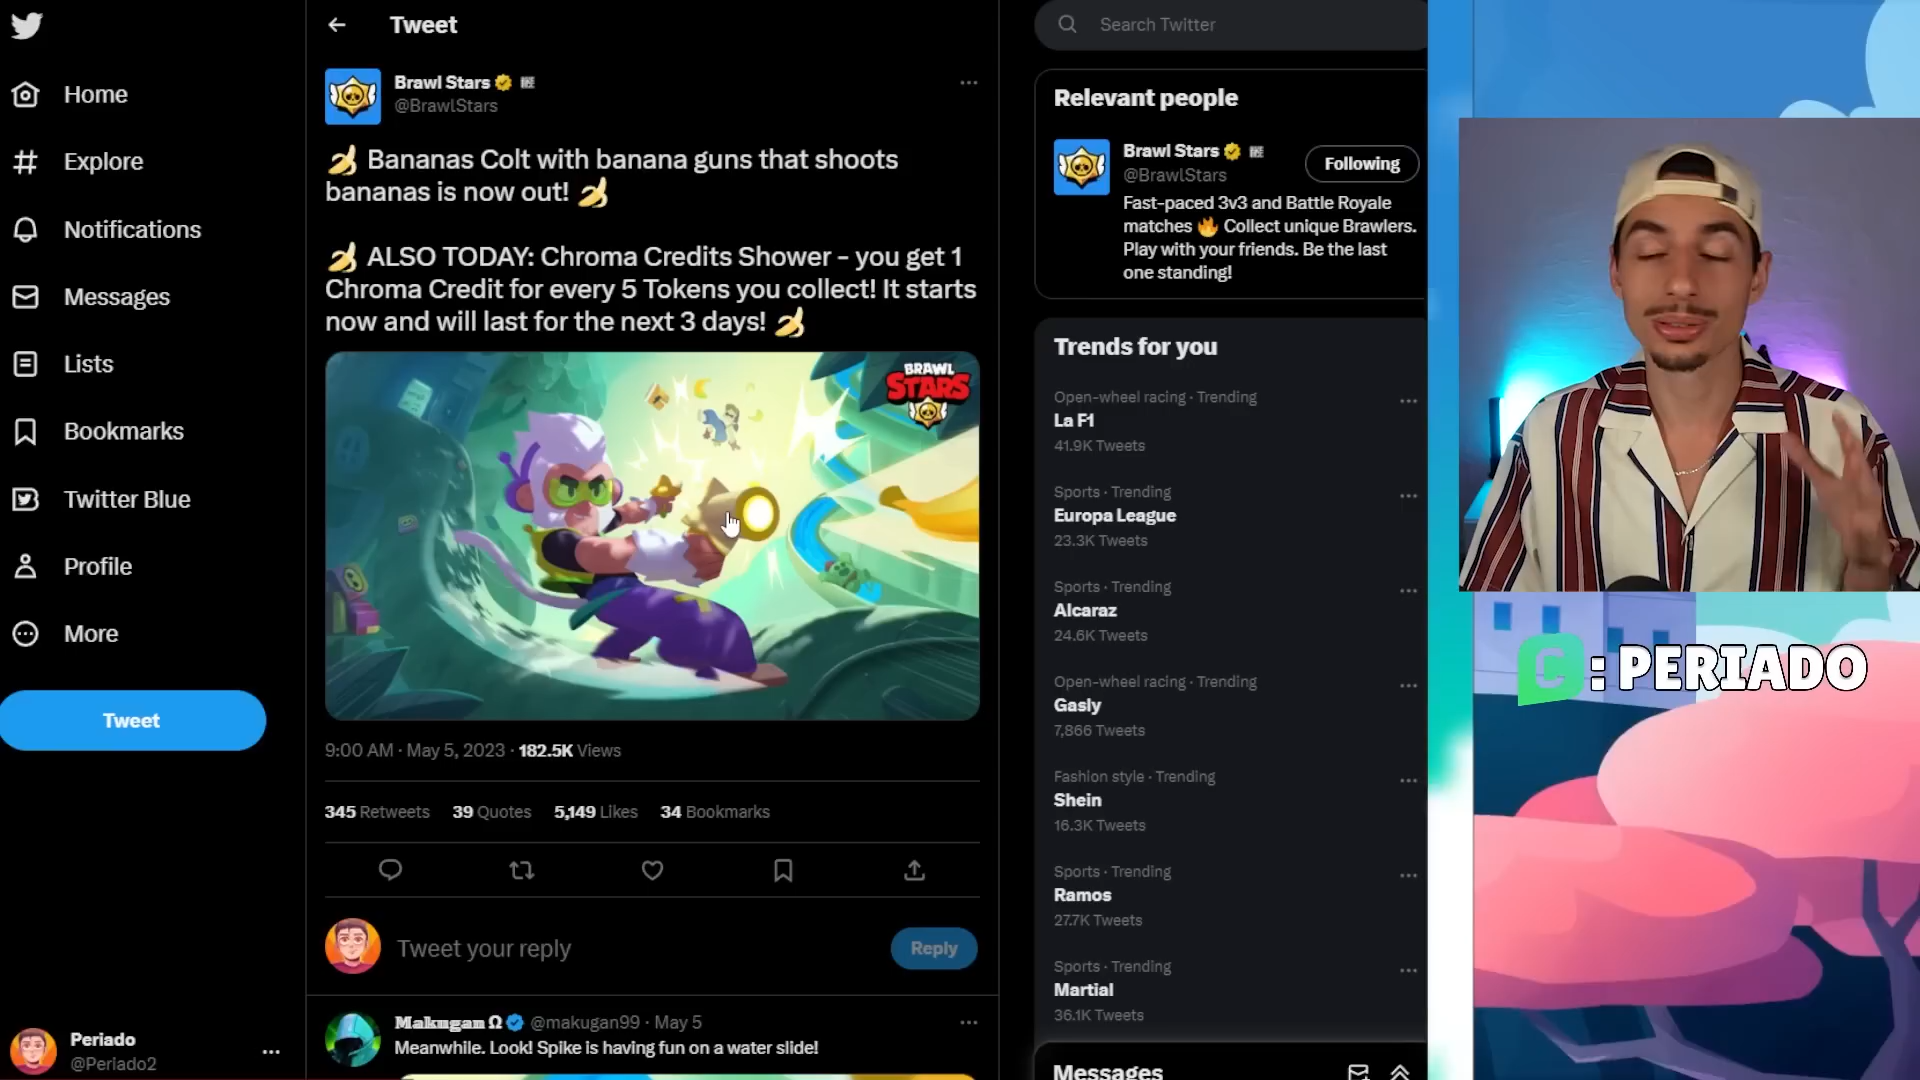 Home
Explore
Notifications
Messages
Lists
Bookmarks
Twitter Blue
Profile
More
Tweet
Periado
@Periado2
Tweet
Brawl Stars
@BrawlStars
🍌 Bananas Colt with banana guns that shoots
bananas is now out! 🍌
🍌 ALSO TODAY: Chroma Credits Shower - you get 1
Chroma Credit for every 5 Tokens you collect! It starts
now and will last for the next 3 days! 🍌
BRAWL
STARS
9:00 AM · May 5, 2023 · 182.5K Views
345 Retweets 39 Quotes 5,149 Likes 34 Bookmarks
Tweet your reply
Reply
Makugan Ω @makugan99 · May 5
Meanwhile. Look! Spike is having fun on a water slide!
Search Twitter
Relevant people
Brawl Stars
@BrawlStars
Following
Fast-paced 3v3 and Battle Royale
matches 🔥 Collect unique Brawlers.
Play with your friends. Be the last
one standing!
Trends for you
Open-wheel racing · Trending
La F1
41.9K Tweets
Sports · Trending
Europa League
23.3K Tweets
Sports · Trending
Alcaraz
24.6K Tweets
Open-wheel racing · Trending
Gasly
7,866 Tweets
Fashion style · Trending
Shein
16.3K Tweets
Sports · Trending
Ramos
27.7K Tweets
Sports · Trending
Martial
36.1K Tweets
Messages
C : PERIADO